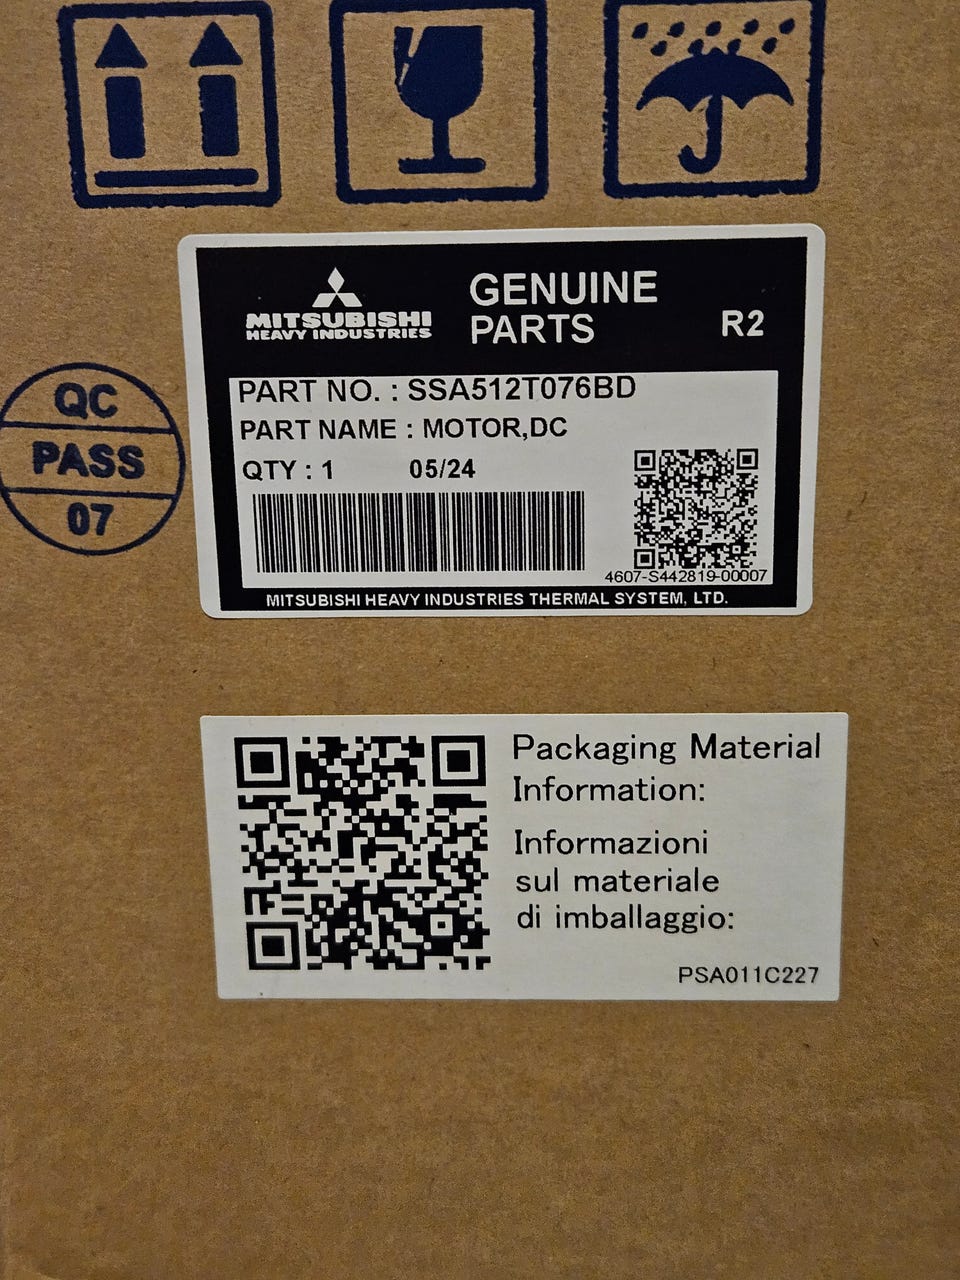 MITSUBISHI
HEAVY INDUSTRIES
GENUINE
PARTS
R2
PART NO. : SSA512T076BD
PART NAME : MOTOR,DC
QTY : 1 05/24
4607-S442819-00007
MITSUBISHI HEAVY INDUSTRIES THERMAL SYSTEM, LTD.
QC
PASS
07
Packaging Material
Information:
Informazioni
sul materiale
di imballaggio:
PSA011C227